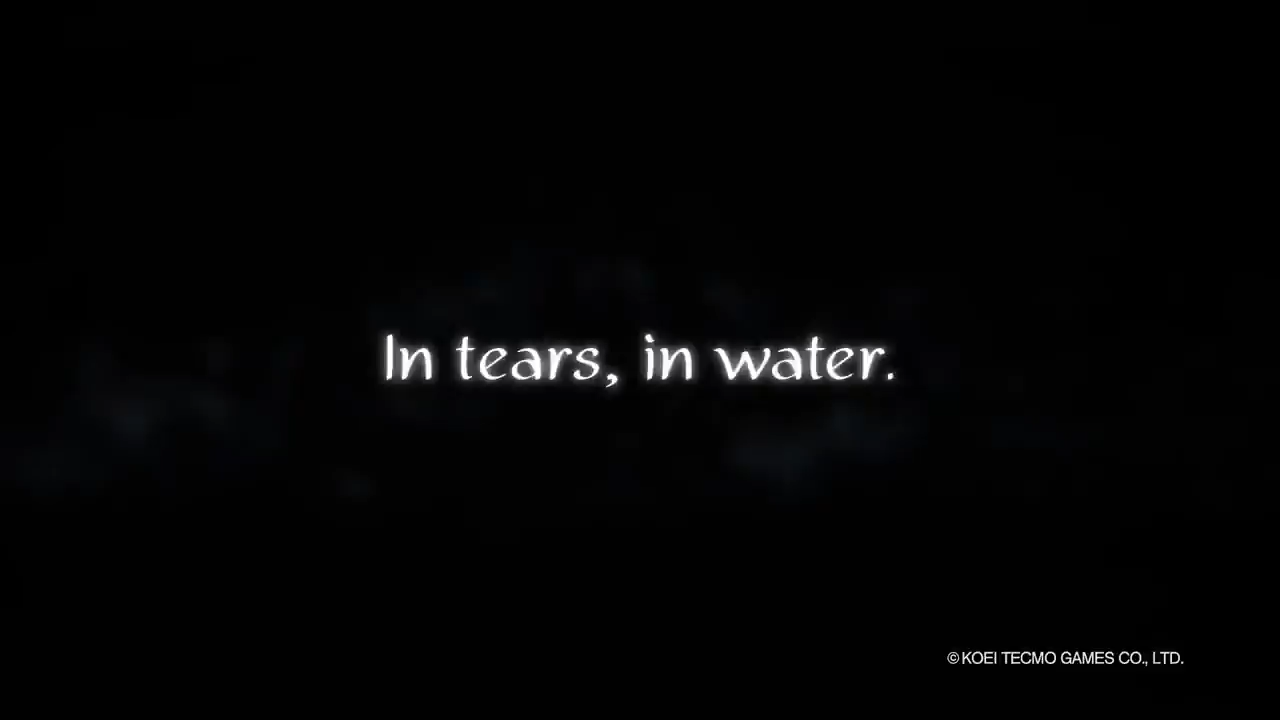 In tears, in water.
© KOEI TECMO GAMES CO., LTD.